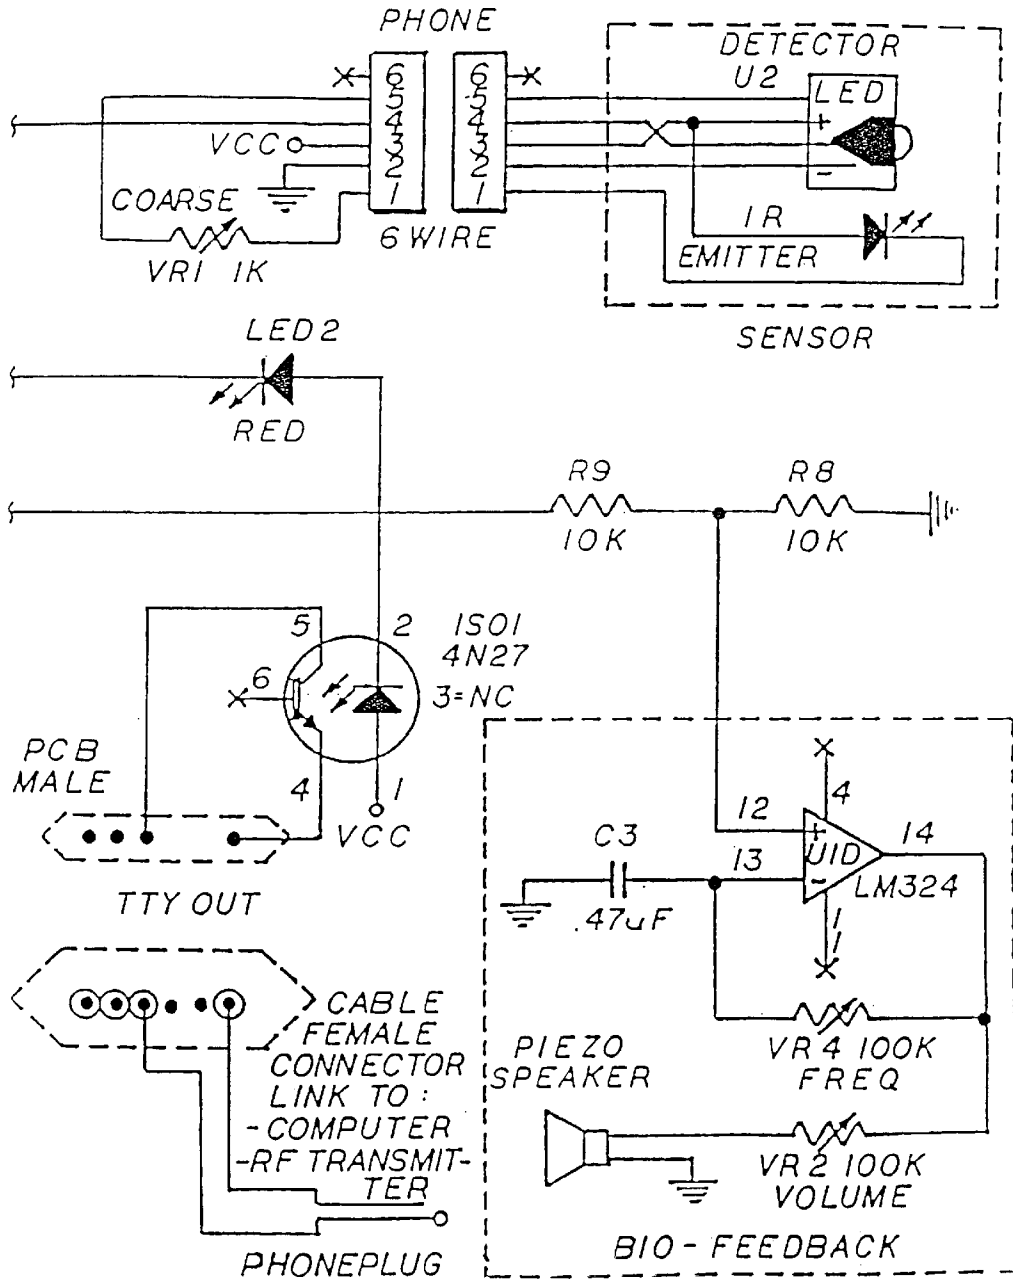 PHONE
6
5
4
3
2
1
6
5
4
3
2
1
DETECTOR
U2
LED
+
-
VCC
COARSE
VR1 1K
6 WIRE
IR
EMITTER
SENSOR
LED2
RED
R9
10K
R8
10K
5
2
ISO1
4N27
3=NC
6
4
1
VCC
PCB
MALE
TTY OUT
12
13
+
-
4
U1D
14
LM324
11
C3
.47uF
CABLE
FEMALE
CONNECTOR
LINK TO:
-COMPUTER
-RF TRANSMIT-
TER
PHONEPLUG
PIEZO
SPEAKER
VR4 100K
FREQ
VR2 100K
VOLUME
BIO-FEEDBACK